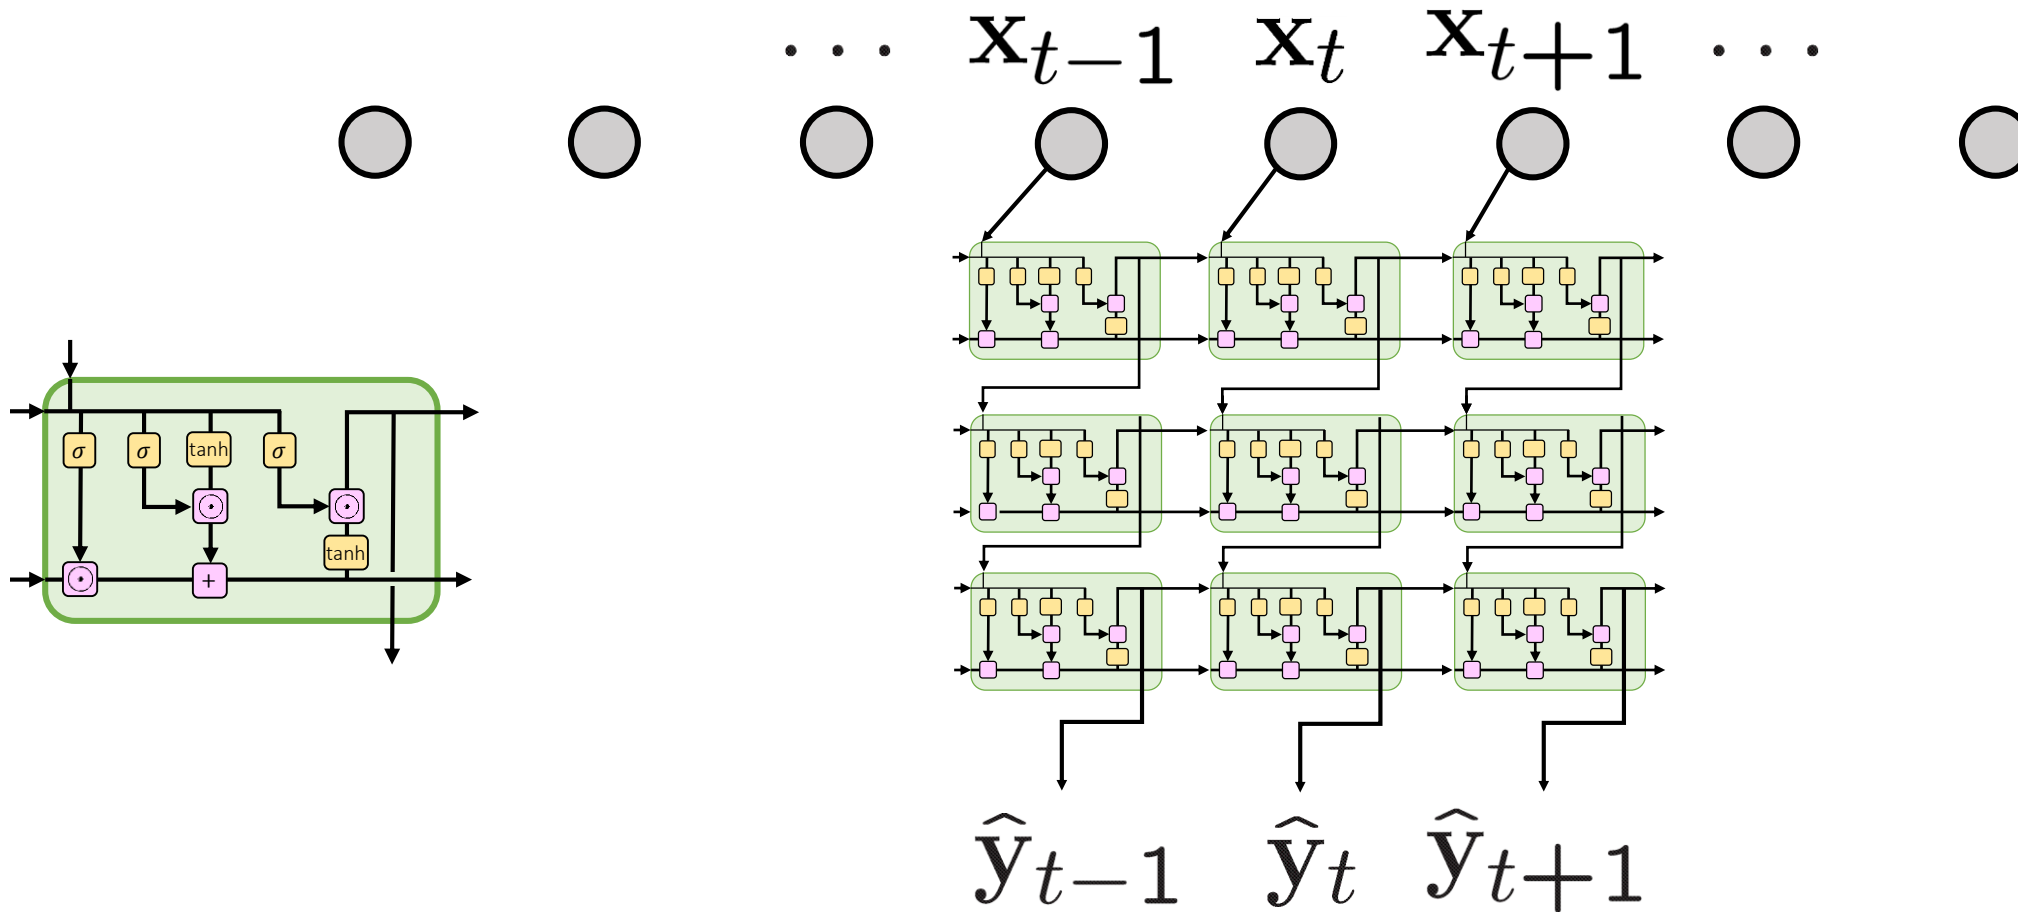 · · · x_{t−1} x_t x_{t+1} · · ·
σ σ tanh σ
⊙ ⊙
tanh
⊙ +
ŷ_{t−1} ŷ_t ŷ_{t+1}